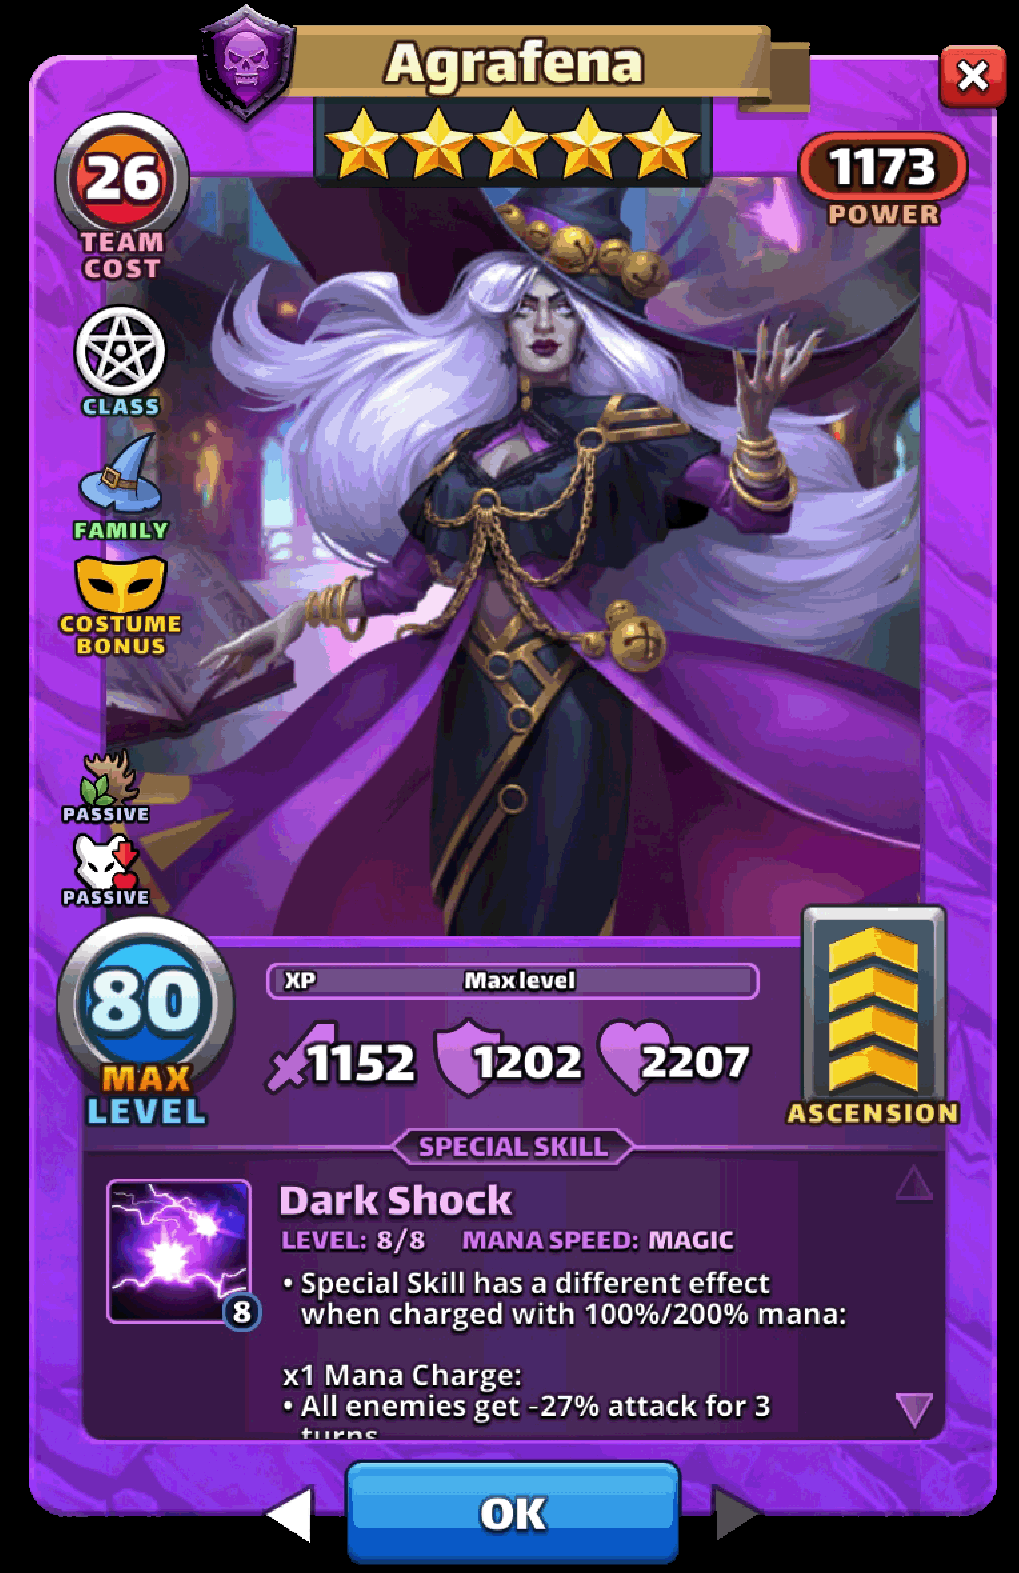 Agrafena
26
TEAM
COST
1173
POWER
CLASS
FAMILY
COSTUME
BONUS
PASSIVE
PASSIVE
80
MAX
LEVEL
XP Max level
1152 1202 2207
ASCENSION
SPECIAL SKILL
Dark Shock
LEVEL: 8/8 MANA SPEED: MAGIC
8
• Special Skill has a different effect
when charged with 100%/200% mana:
x1 Mana Charge:
• All enemies get -27% attack for 3
turns
OK